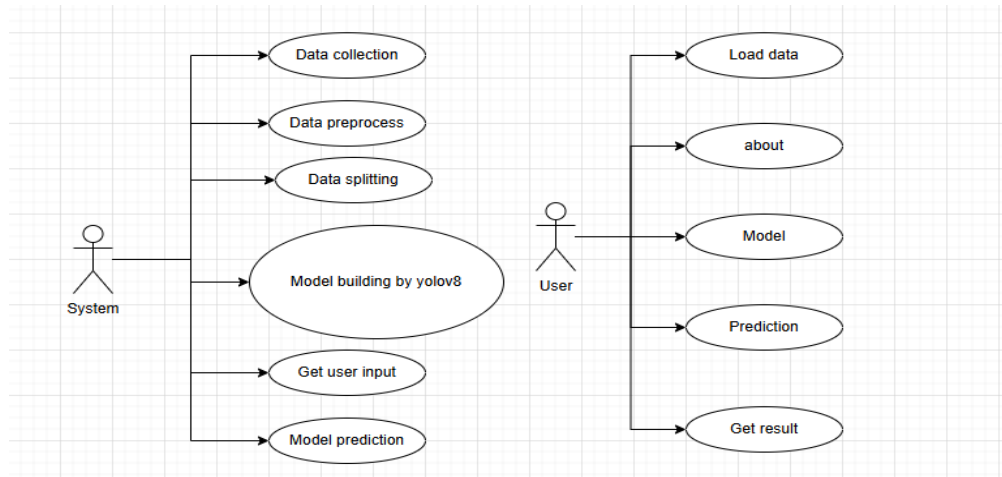 Data collection
Data preprocess
Data splitting
Model building by yolov8
System
Get user input
Model prediction
Load data
about
Model
User
Prediction
Get result